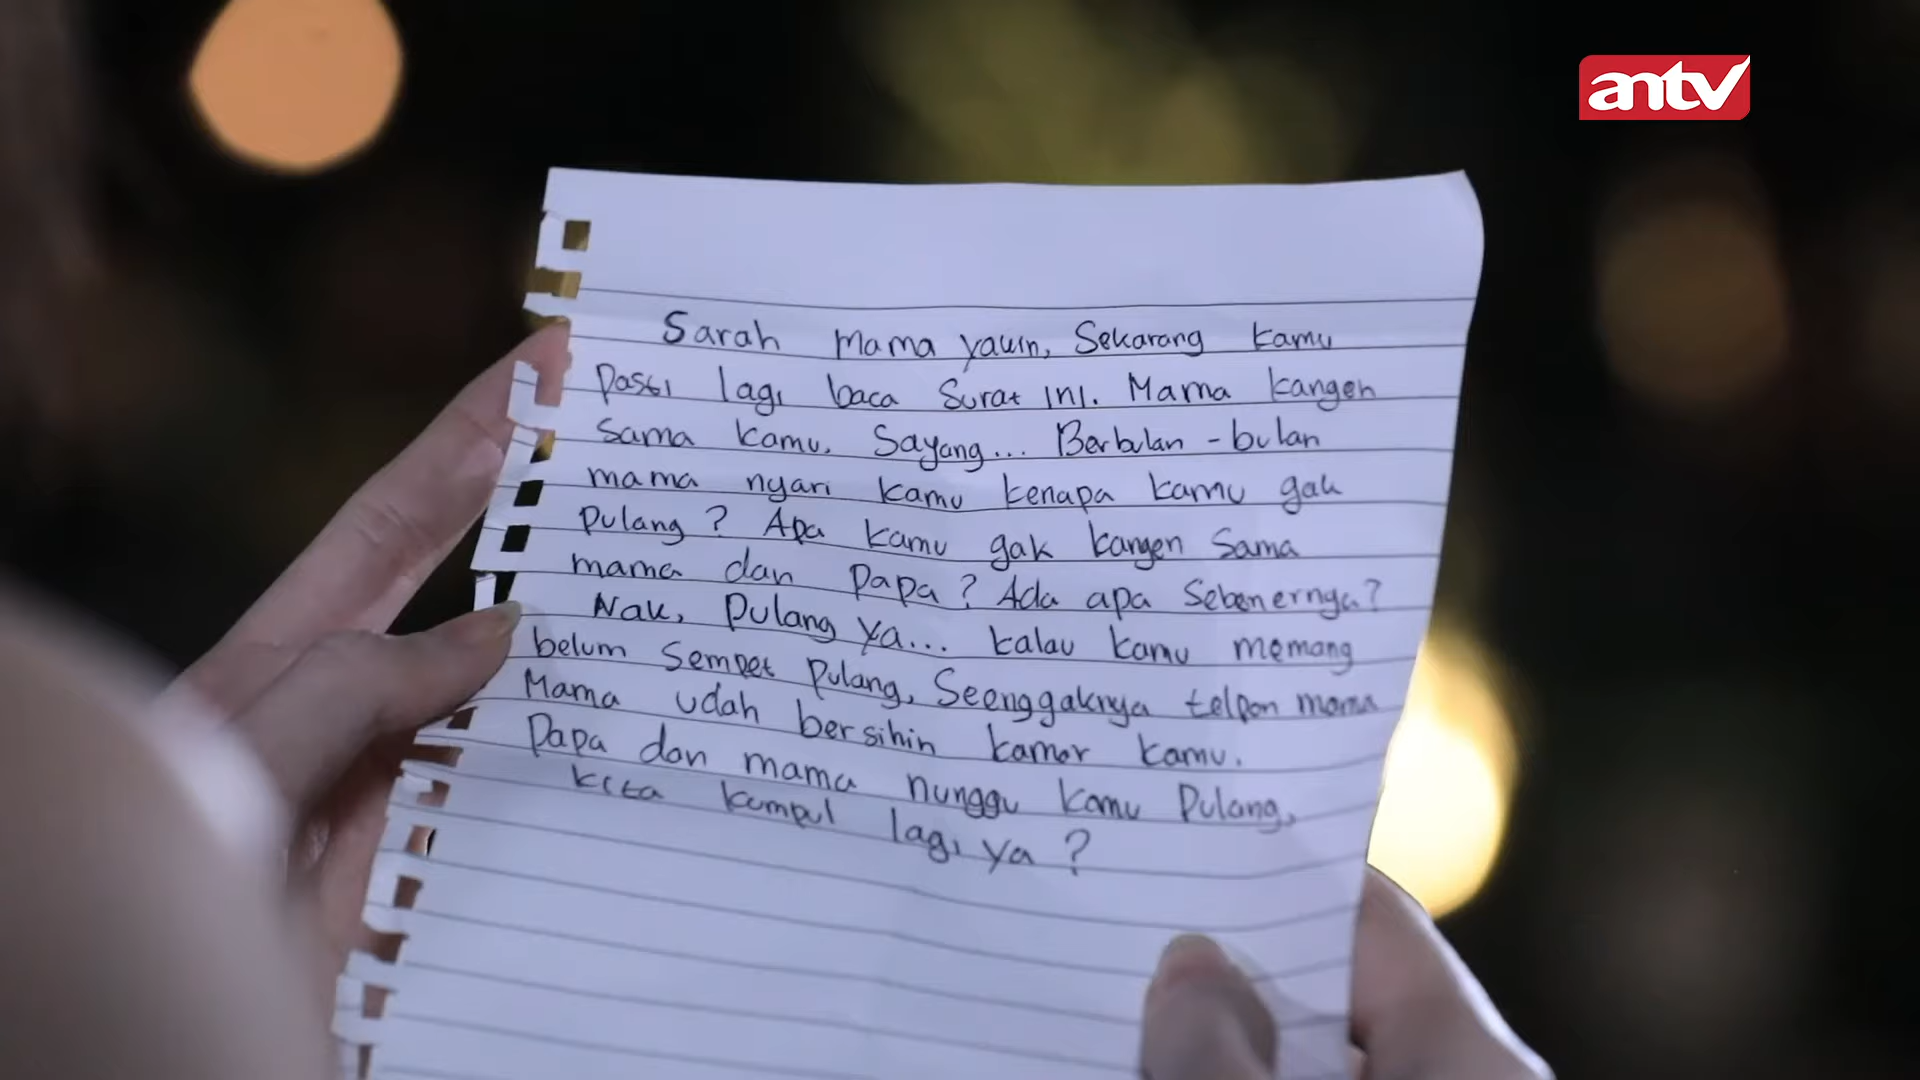 antv
Sarah mama yakin, Sekarang kamu
pasti lagi baca Surat ini. Mama kangen
Sama kamu, Sayang... Berbulan-bulan
mama nyari kamu kenapa kamu gak
pulang? Apa kamu gak kangen Sama
mama dan papa? Ada apa Sebenernya?
Nak, pulang ya... kalau kamu memang
belum Sempet pulang, Seenggaknya telpon mama
Mama udah bersihin kamar kamu.
Papa dan mama nunggu kamu Pulang,
kita kumpul lagi ya?